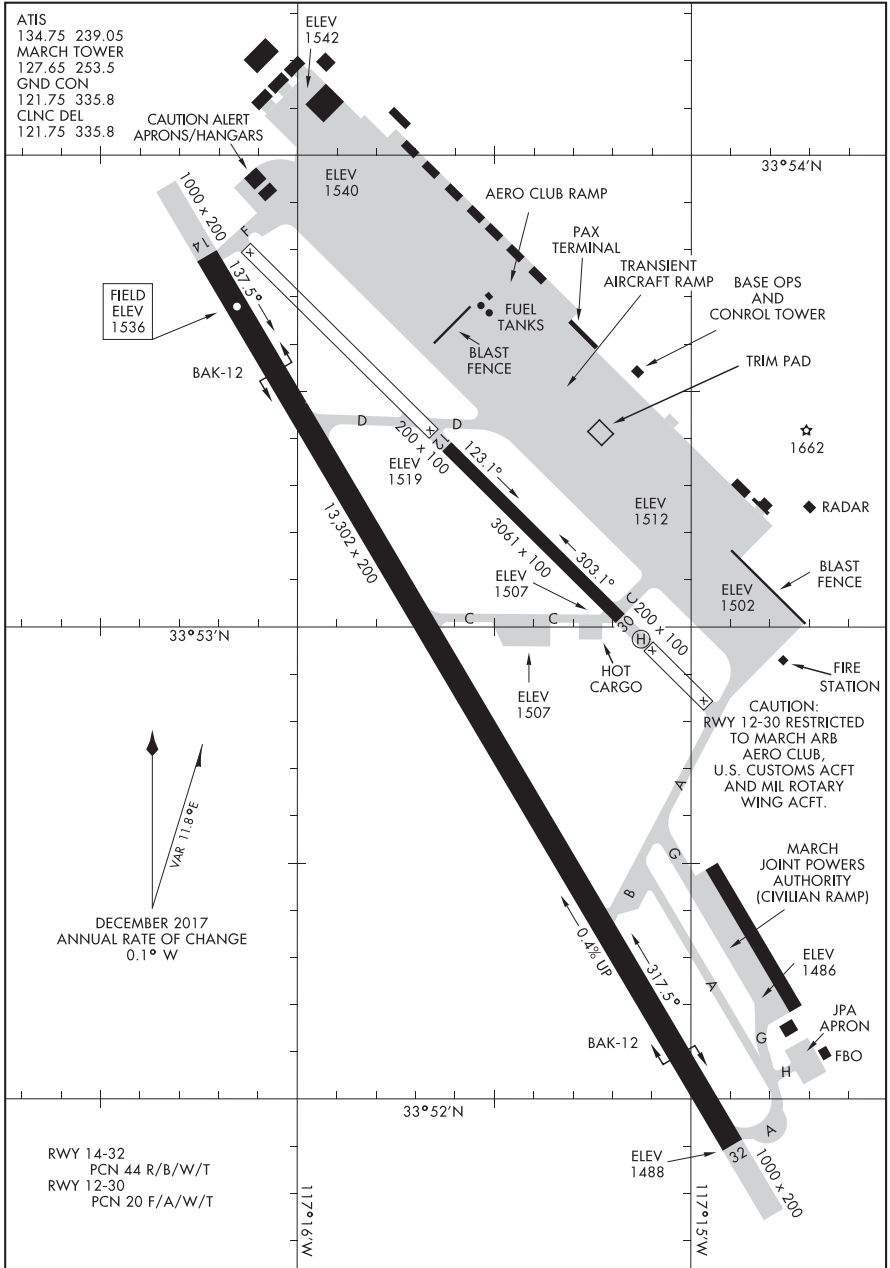 ATIS
134.75 239.05
MARCH TOWER
127.65 253.5
GND CON
121.75 335.8
CLNC DEL
121.75 335.8
ELEV
1542
CAUTION ALERT
APRONS/HANGARS
33°54'N
ELEV
1540
1000 x 200
AERO CLUB RAMP
14
F
PAX
TERMINAL
TRANSIENT
AIRCRAFT RAMP
BASE OPS
AND
CONROL TOWER
137.5°
FIELD
ELEV
1536
FUEL
TANKS
BLAST
FENCE
TRIM PAD
BAK-12
D
D
12
200 x 100
ELEV
1519
123.1°
1662
13,302 x 200
3061 x 100
ELEV
1512
RADAR
303.1°
ELEV
1507
BLAST
FENCE
ELEV
1502
C
200 x 100
C
C
30
H
33°53'N
HOT
CARGO
ELEV
1507
FIRE
STATION
CAUTION:
RWY 12-30 RESTRICTED
TO MARCH ARB
AERO CLUB,
U.S. CUSTOMS ACFT
AND MIL ROTARY
WING ACFT.
A
VAR 11.8°E
G
MARCH
JOINT POWERS
AUTHORITY
(CIVILIAN RAMP)
B
DECEMBER 2017
ANNUAL RATE OF CHANGE
0.1° W
0.4% UP
317.5°
A
ELEV
1486
JPA
APRON
BAK-12
G
FBO
H
33°52'N
A
32
ELEV
1488
1000 x 200
RWY 14-32
PCN 44 R/B/W/T
RWY 12-30
PCN 20 F/A/W/T
117°16'W
117°15'W